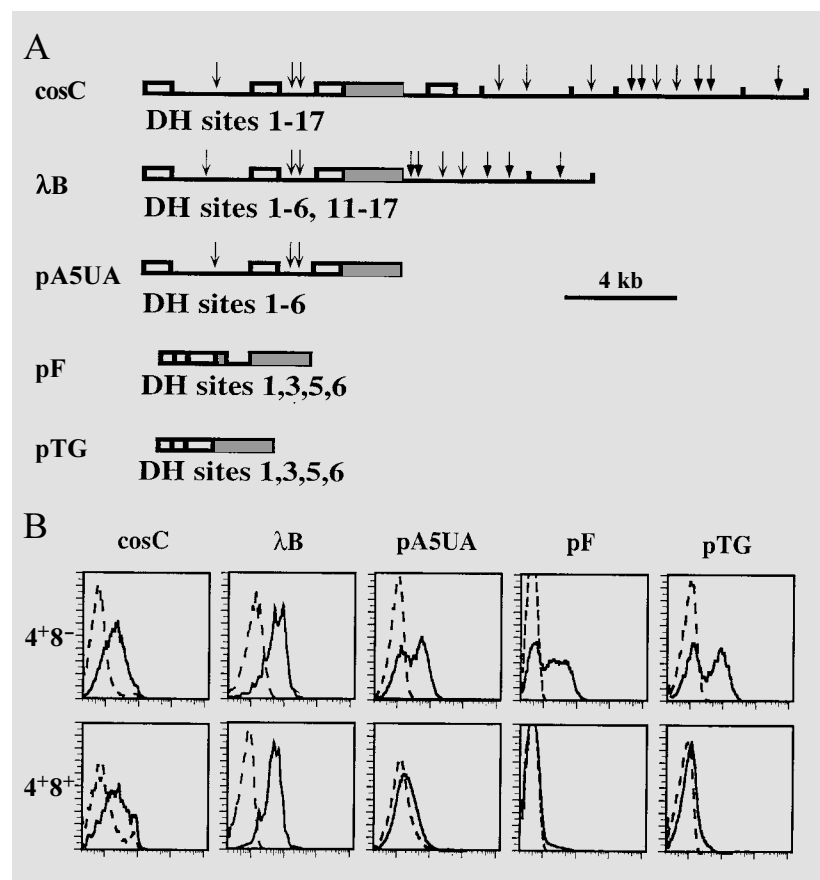 A
cosC
DH sites 1-17
λB
DH sites 1-6, 11-17
pA5UA
DH sites 1-6
4 kb
pF
DH sites 1,3,5,6
pTG
DH sites 1,3,5,6
B
cosC λB pA5UA pF pTG
4+8-
4+8+